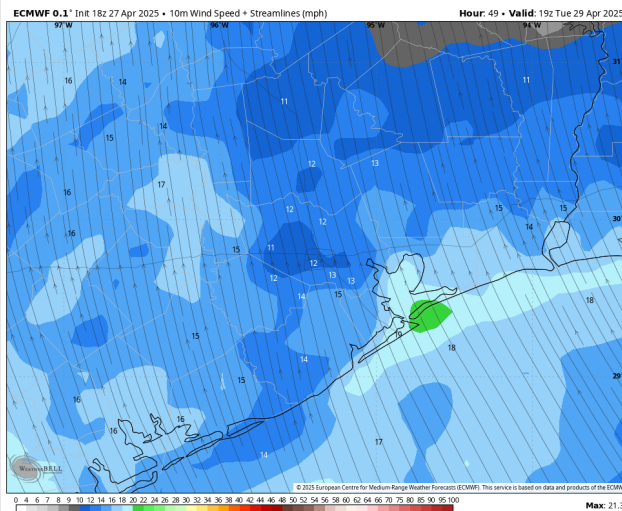 ECMWF 0.1° Init 18z 27 Apr 2025 • 10m Wind Speed + Streamlines (mph) Hour: 49 • Valid: 19z Tue 29 Apr 2025
97°W 96°W 95°W 94°W
31°
16 14 11
11
14
15
12 13
16 17
12 15 15
12 30°
16 14
15 11
12
12 13 13
14 15
18
19
15 18
14 29°
15
16
16
16
17
14
WEATHERBELL
© 2025 European Centre for Medium-Range Weather Forecasts (ECMWF). This service is based on data and products of the ECMWF
0 4 6 7 8 9 10 12 14 16 18 20 22 24 26 28 30 32 34 36 38 40 42 44 46 48 50 52 54 56 58 60 62 64 66 68 70 75 80 85 90 95 100
Max: 21.3